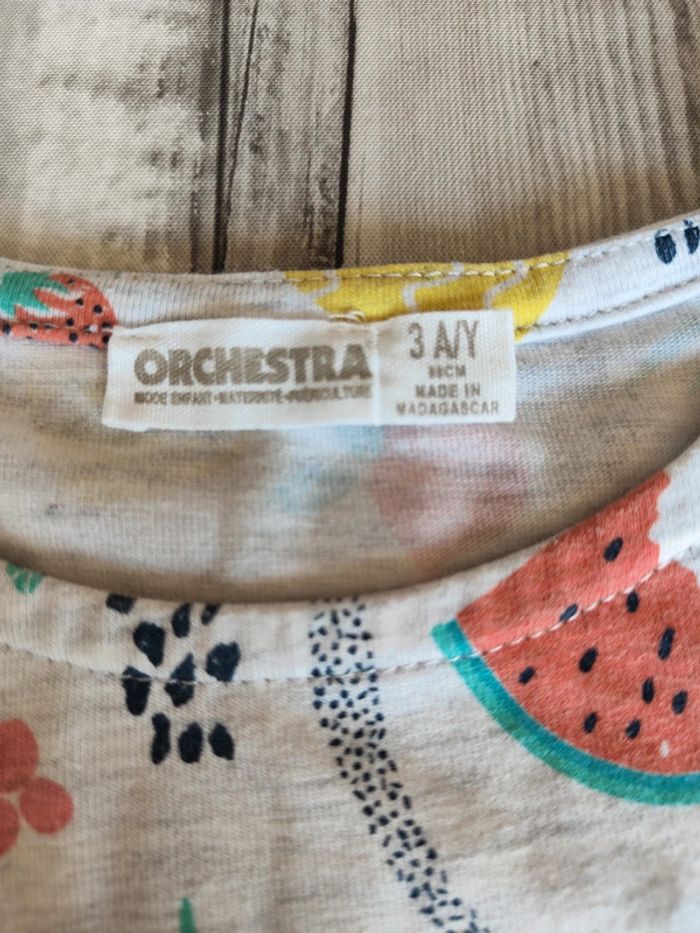 ORCHESTRA
MODE ENFANT•MATERNITÉ•PUÉRICULTURE
3 A/Y
98CM
MADE IN
MADAGASCAR